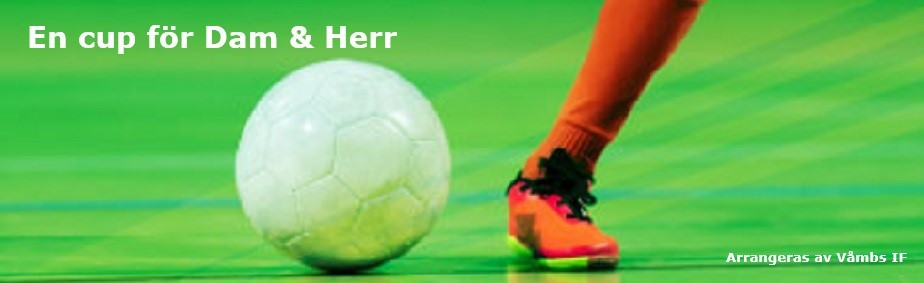 En cup för Dam & Herr
Arrangeras av Våmbs IF